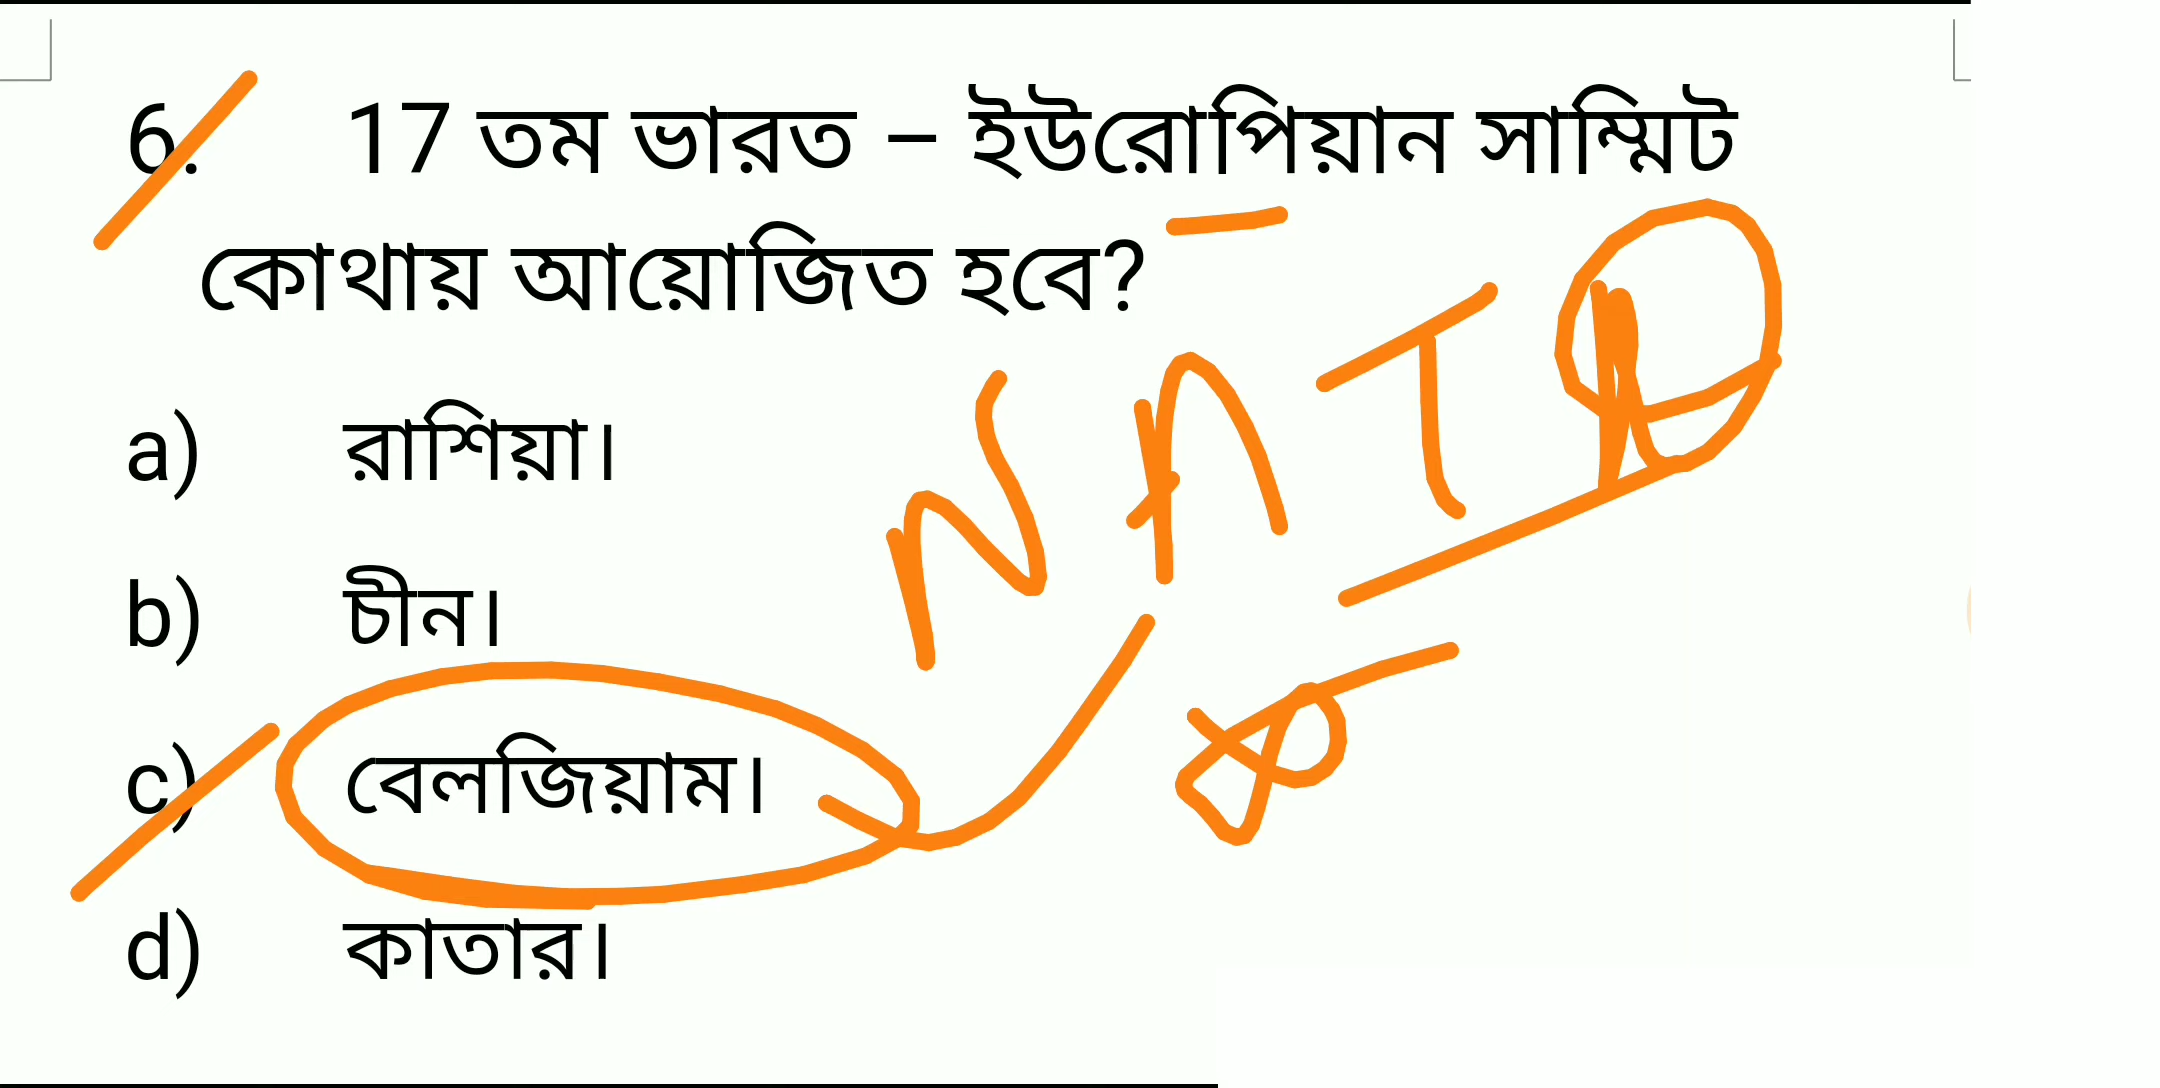 6. 17 তম ভারত – ইউরোপিয়ান সাম্মিট
কোথায় আয়োজিত হবে?
NATO
a) রাশিয়া।
b) চীন।
c) বেলজিয়াম।
d) কাতার।